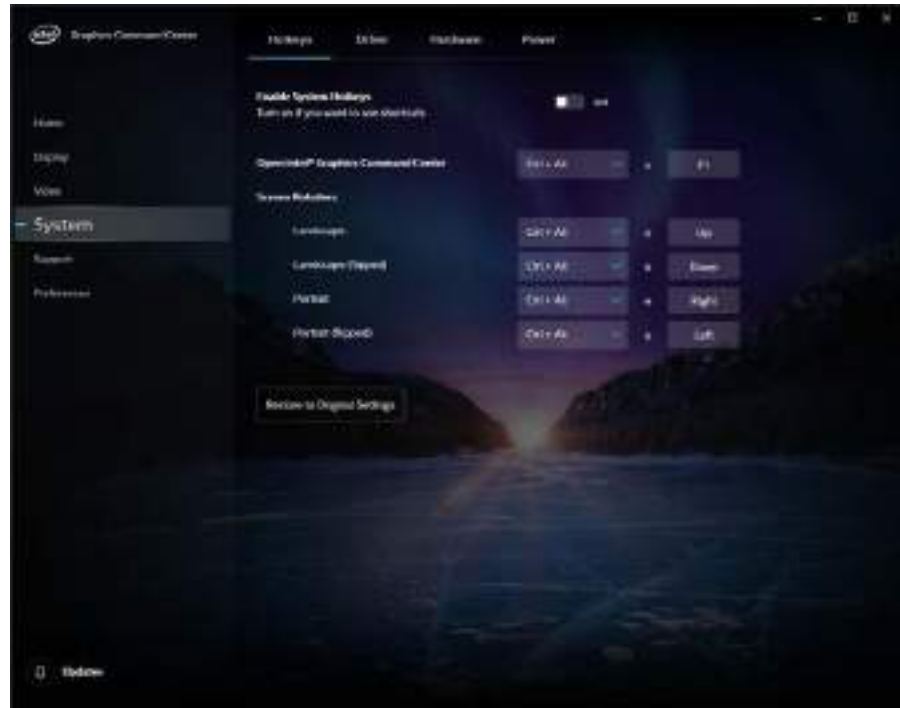 intel Graphics Command Center
Hotkeys Driver Hardware Power
Enable System Hotkeys
Turn on if you want to use shortcuts
Home
Display
Open Intel® Graphics Command Center Ctrl + Alt +
Video
Screen Rotation
System
Landscape Ctrl + Alt + Up
Support
Landscape (flipped) Ctrl + Alt + Down
Preferences
Portrait Ctrl + Alt + Right
Portrait (flipped) Ctrl + Alt + Left
Restore to Original Settings
Updates